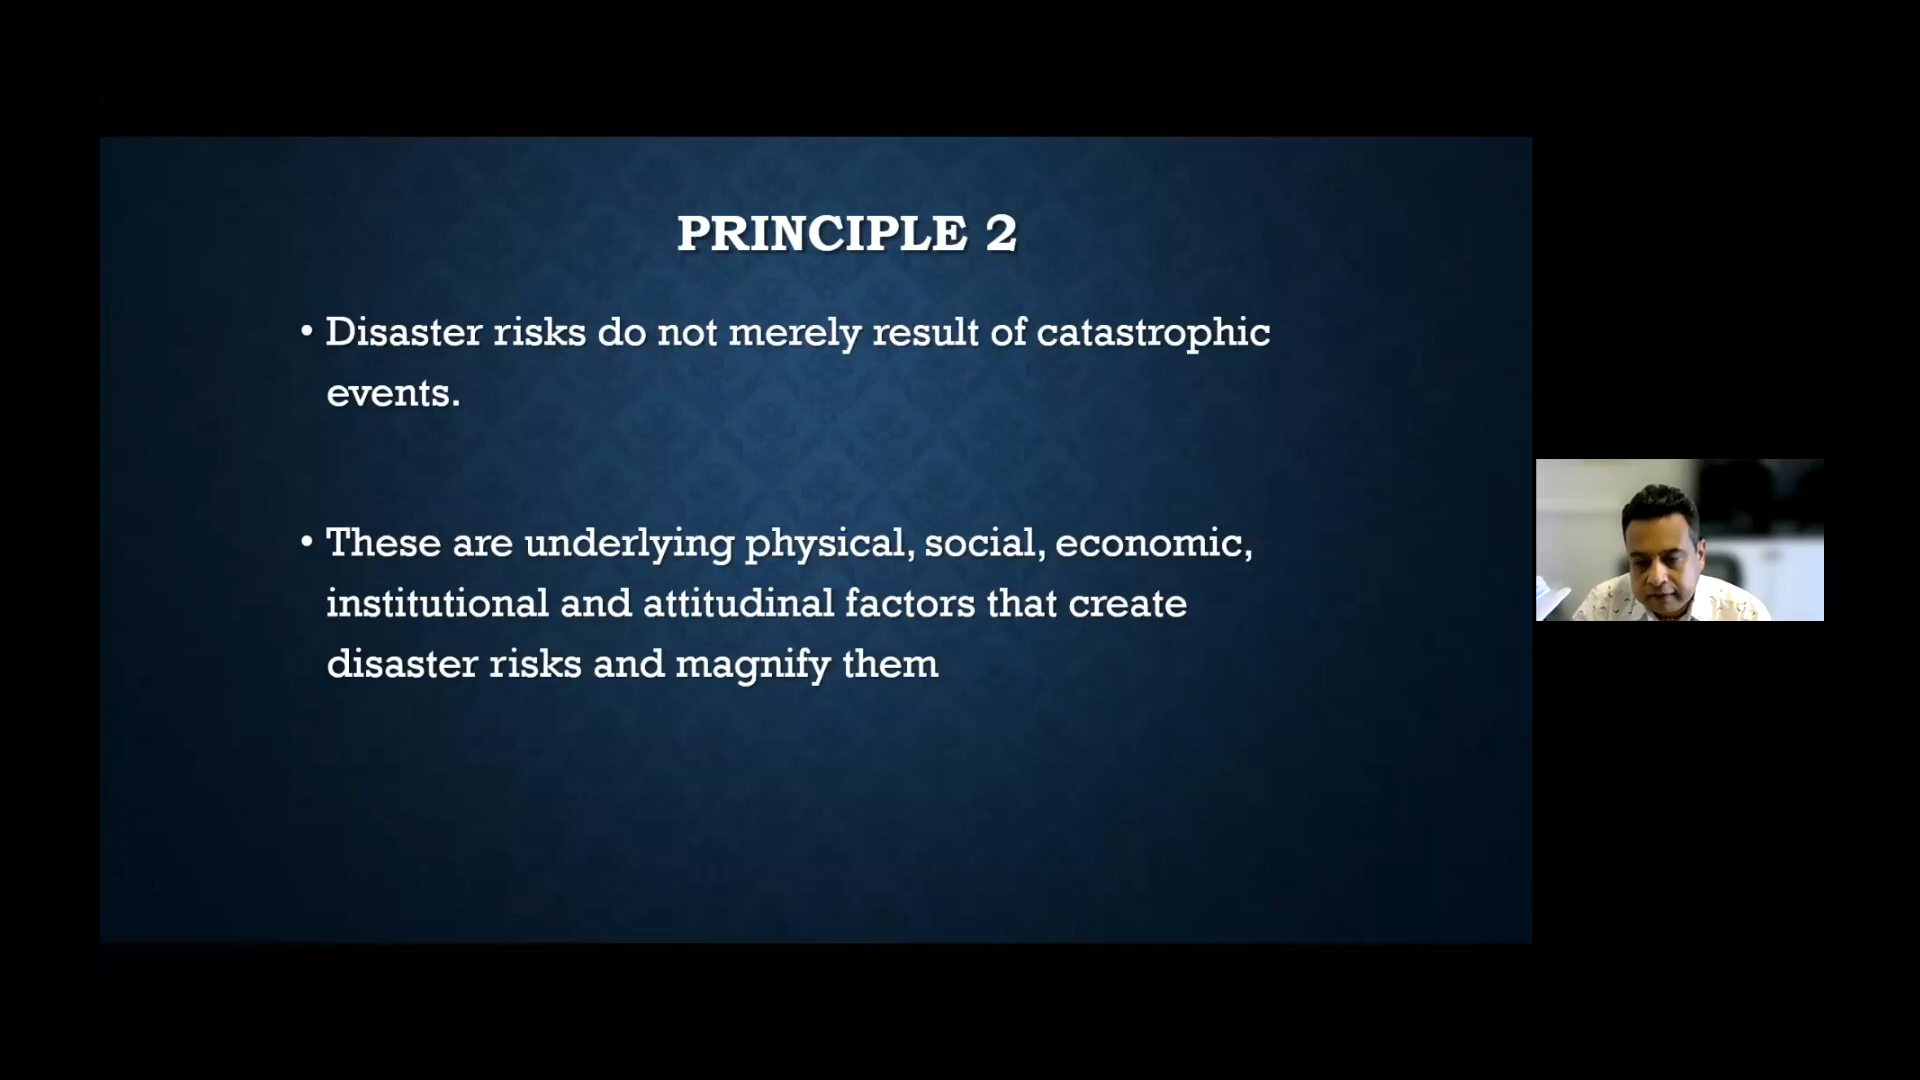 PRINCIPLE 2
• Disaster risks do not merely result of catastrophic
events.
• These are underlying physical, social, economic,
institutional and attitudinal factors that create
disaster risks and magnify them